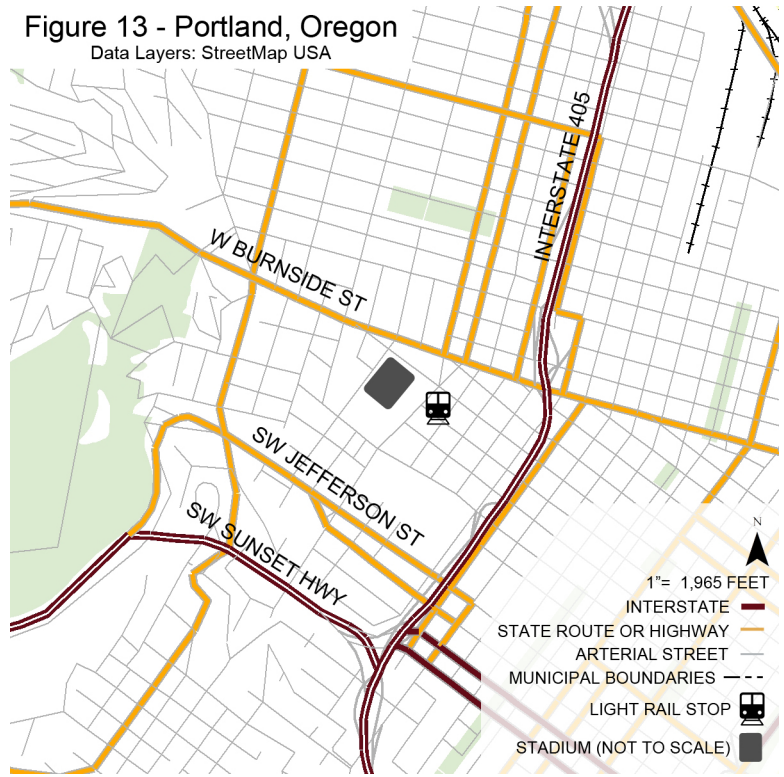 Figure 13 - Portland, Oregon
Data Layers: StreetMap USA
INTERSTATE 405
W BURNSIDE ST
SW JEFFERSON ST
SW SUNSET HWY
N
1"= 1,965 FEET
INTERSTATE
STATE ROUTE OR HIGHWAY
ARTERIAL STREET
MUNICIPAL BOUNDARIES
LIGHT RAIL STOP
STADIUM (NOT TO SCALE)